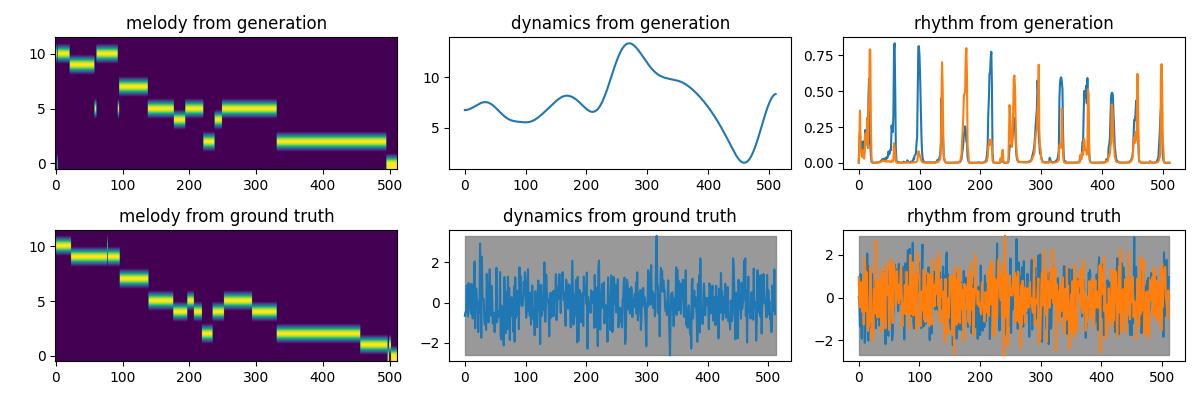 melody from generation
10
5
0
0 100 200 300 400 500
dynamics from generation
10
5
0 100 200 300 400 500
rhythm from generation
0.75
0.50
0.25
0.00
0 100 200 300 400 500
melody from ground truth
10
5
0
0 100 200 300 400 500
dynamics from ground truth
2
0
−2
0 100 200 300 400 500
rhythm from ground truth
2
0
−2
0 100 200 300 400 500